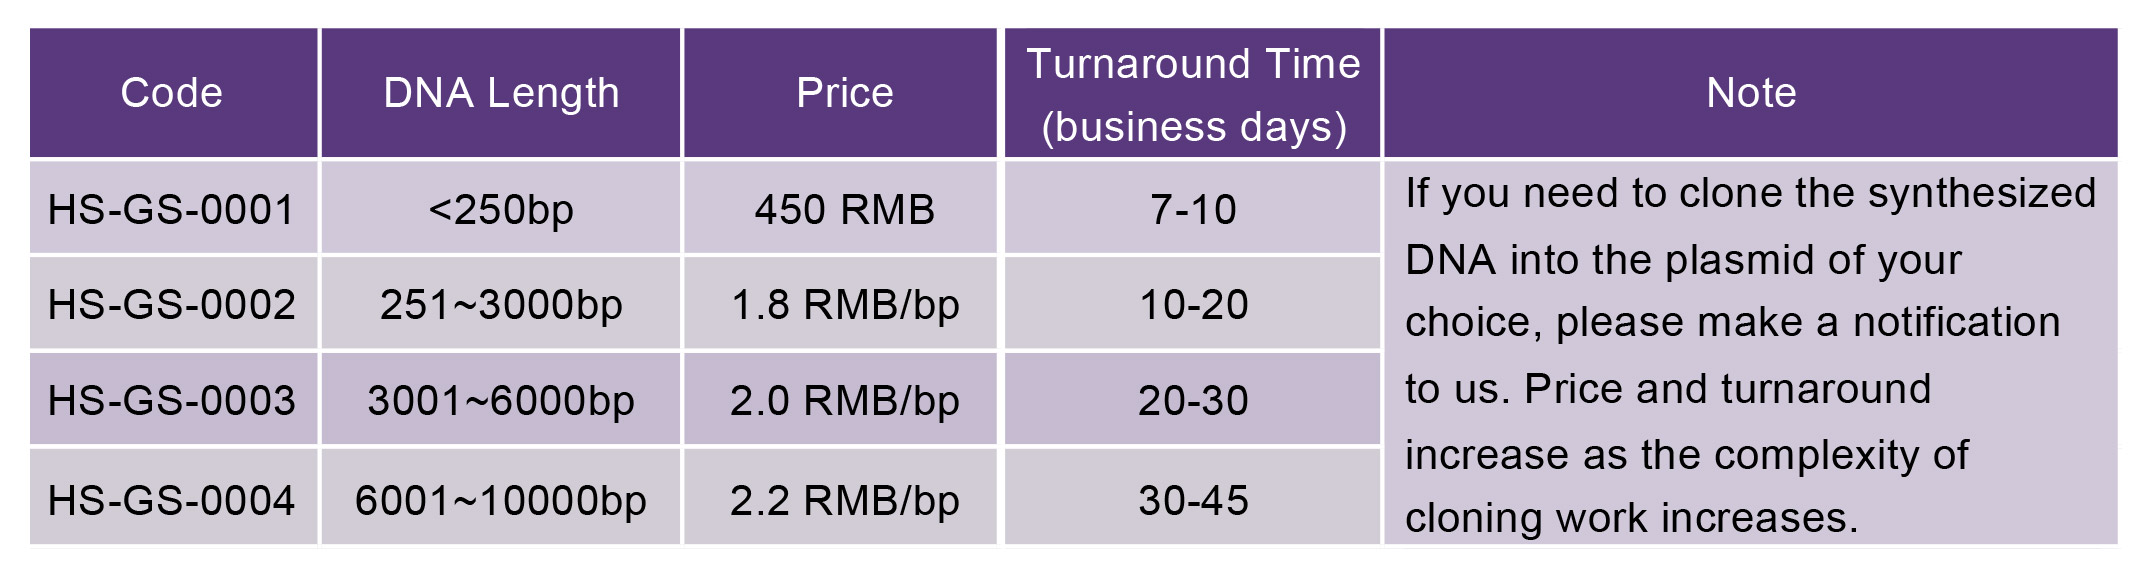 Code
DNA Length
Price
Turnaround Time
(business days)
Note
HS-GS-0001
<250bp
450 RMB
7-10
HS-GS-0002
251~3000bp
1.8 RMB/bp
10-20
HS-GS-0003
3001~6000bp
2.0 RMB/bp
20-30
HS-GS-0004
6001~10000bp
2.2 RMB/bp
30-45
If you need to clone the synthesized
DNA into the plasmid of your
choice, please make a notification
to us. Price and turnaround
increase as the complexity of
cloning work increases.